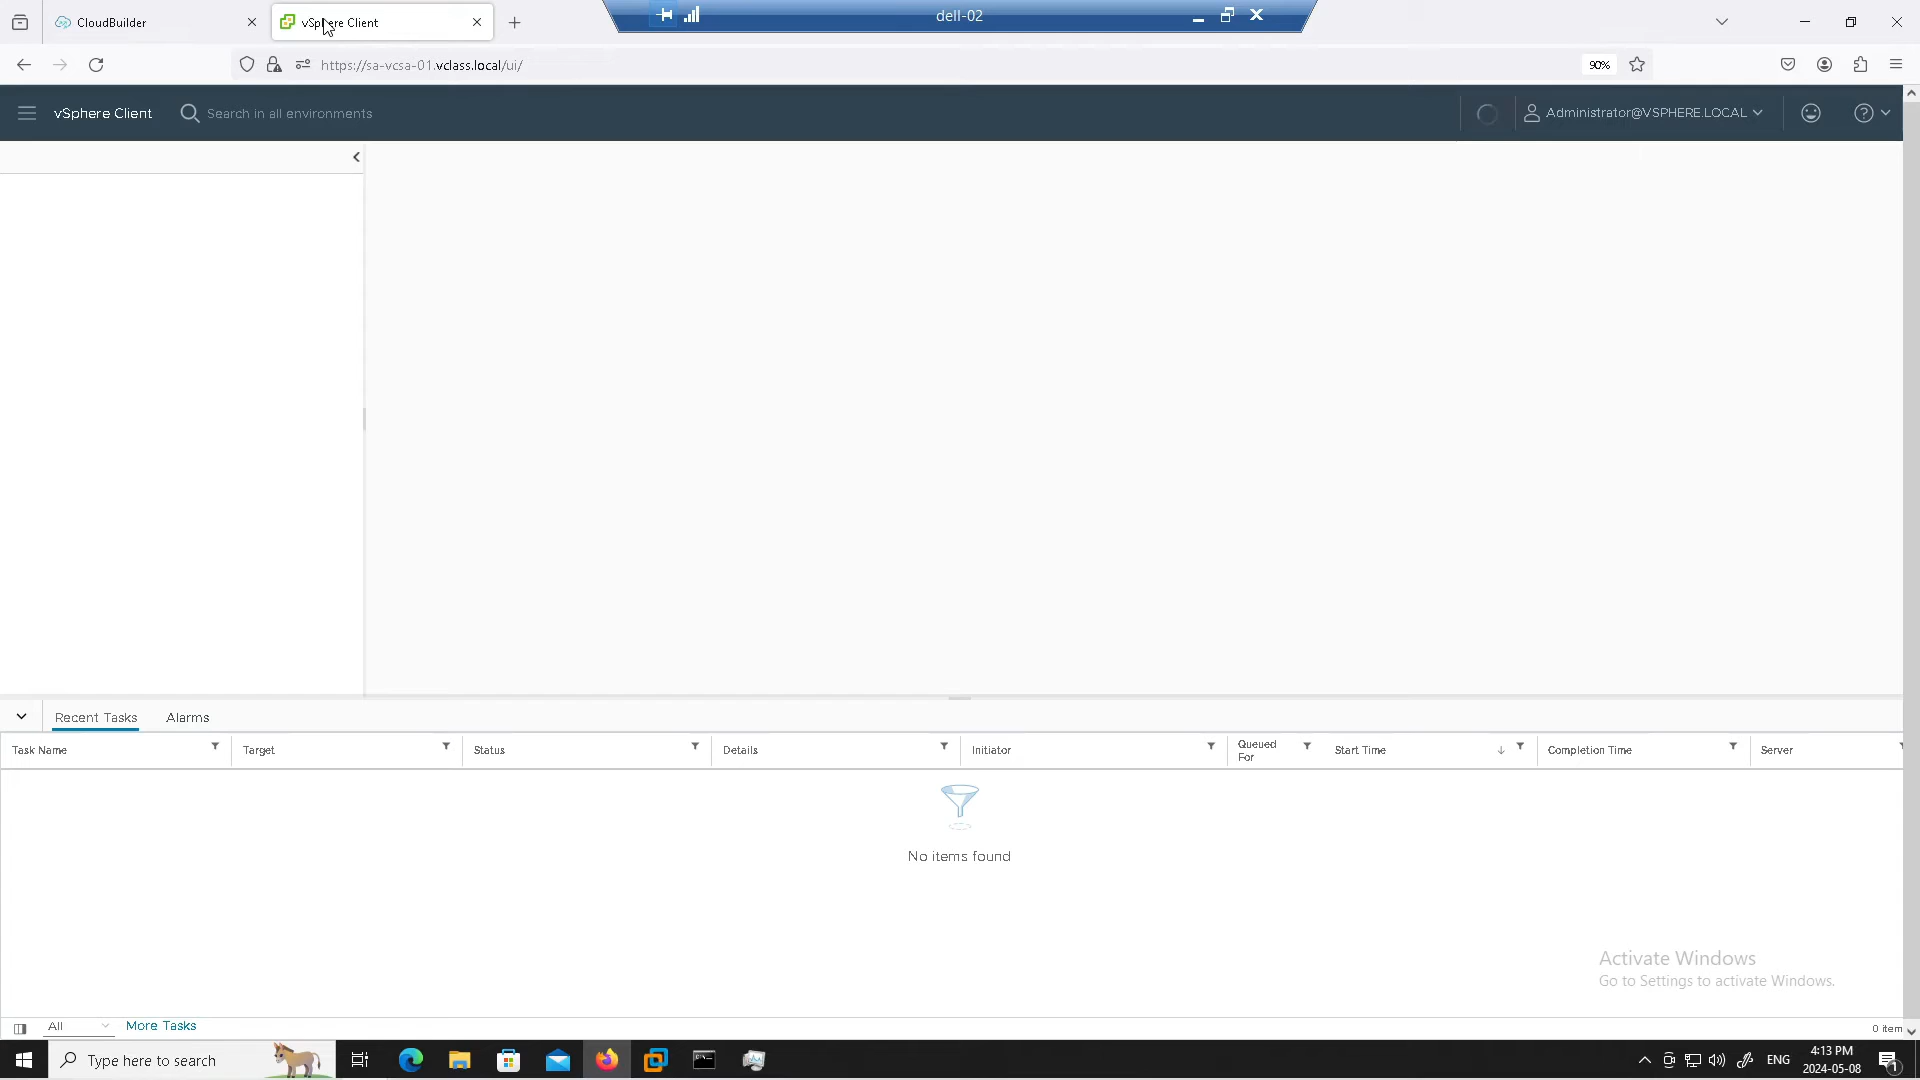 CloudBuilder
vSphere Client
dell-02
https://sa-vcsa-01.vclass.local/ui/
90%
vSphere Client
Search in all environments
Administrator@VSPHERE.LOCAL
Recent Tasks
Alarms
Task Name
Target
Status
Details
Initiator
Queued
For
Start Time
Completion Time
Server
No items found
Activate Windows
Go to Settings to activate Windows.
All
More Tasks
0 item
Type here to search
ENG
4:13 PM
2024-05-08
1